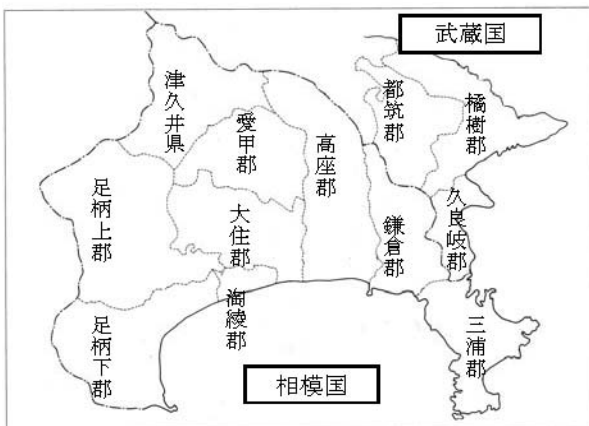 武蔵国
津久井県
都筑郡
橘樹郡
愛甲郡
高座郡
足柄上郡
大住郡
鎌倉郡
久良岐郡
淘綾郡
足柄下郡
三浦郡
相模国